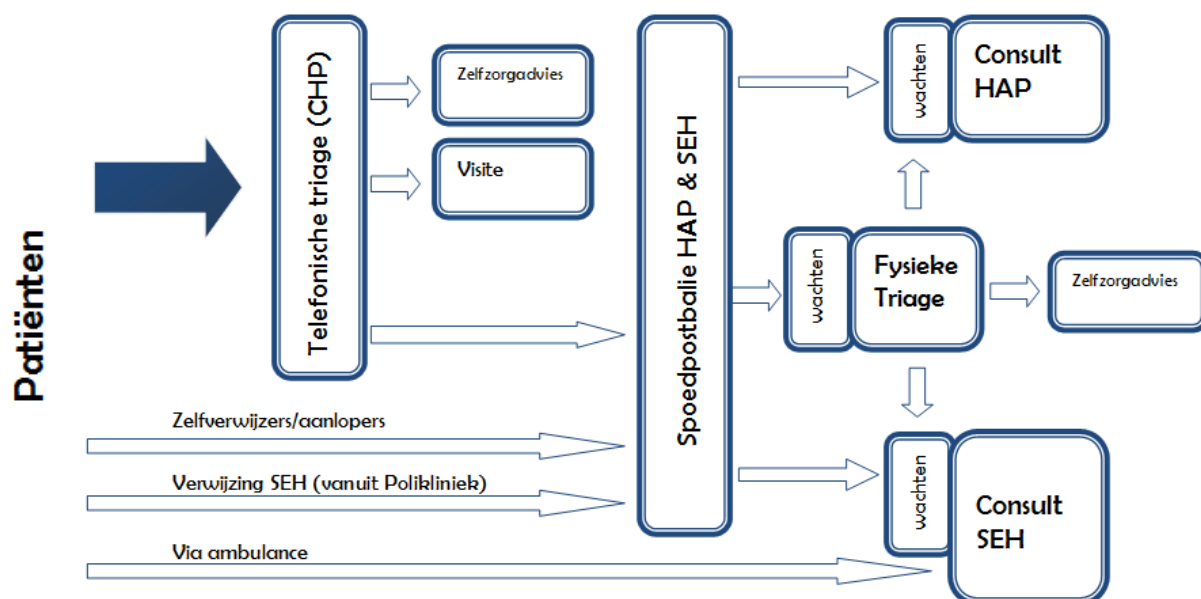 Patiënten
Telefonische triage (CHP)
Zelfzorgadvies
Visite
Zelfverwijzers/aanlopers
Verwijzing SEH (vanuit Polikliniek)
Via ambulance
Spoedpostbalie HAP & SEH
wachten
Consult
HAP
wachten
Fysieke
Triage
Zelfzorgadvies
wachten
Consult
SEH